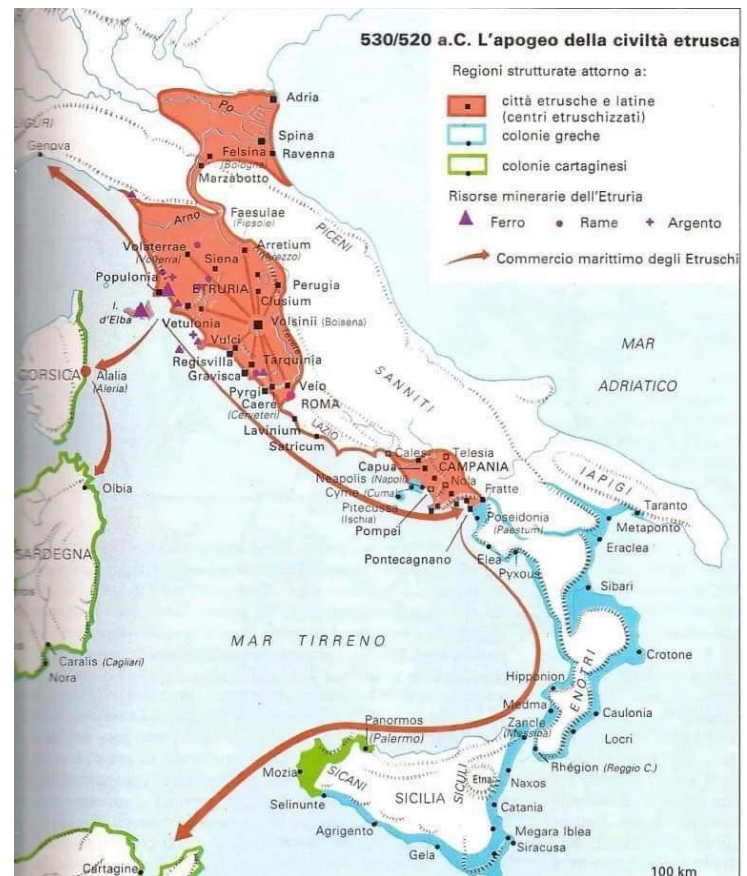 530/520 a.C. L'apogeo della civiltà etrusca
Regioni strutturate attorno a:
città etrusche e latine
(centri etruschizzati)
colonie greche
colonie cartaginesi
Risorse minerarie dell'Etruria
Ferro
Rame
Argento
Commercio marittimo degli Etruschi
Po
Adria
Spina
Felsina
(Bologna)
Ravenna
Marzabotto
LIGURI
Genova
Arno
Faesulae
(Fiesole)
PICENI
Volaterrae
(Volterra)
Siena
Arretium
(Arezzo)
Populonia
ETRURIA
Perugia
Clusium
I.
d'Elba
Vetulonia
Volsinii (Bolsena)
Tevere
Vulci
Tarquinia
Regisvilla
Gravisca
Pyrgi
Veio
Caere
(Cerveteri)
ROMA
Lavinium
LAZIO
Satricum
CORSICA
Alalia
(Aleria)
MAR
ADRIATICO
SANNITI
Cales
Telesia
Capua
CAMPANIA
Neapolis (Napoli)
Nola
Cyme (Cuma)
Pitecussa
(Ischia)
Fratte
Pompei
Poseidonia
(Paestum)
Pontecagnano
Elea
Pyxous
IAPIGI
Taranto
Metaponto
Eraclea
Sibari
Olbia
SARDEGNA
Caralis (Cagliari)
Nora
MAR TIRRENO
Crotone
ENOTRI
Hipponion
Medma
Caulonia
Zancle
(Messina)
Locri
Rhégion (Reggio C.)
Panormos
(Palermo)
Mozia
SICANI
SICULI
Etna
Naxos
Selinunte
SICILIA
Catania
Agrigento
Megara Iblea
Gela
Siracusa
Cartagine
100 km